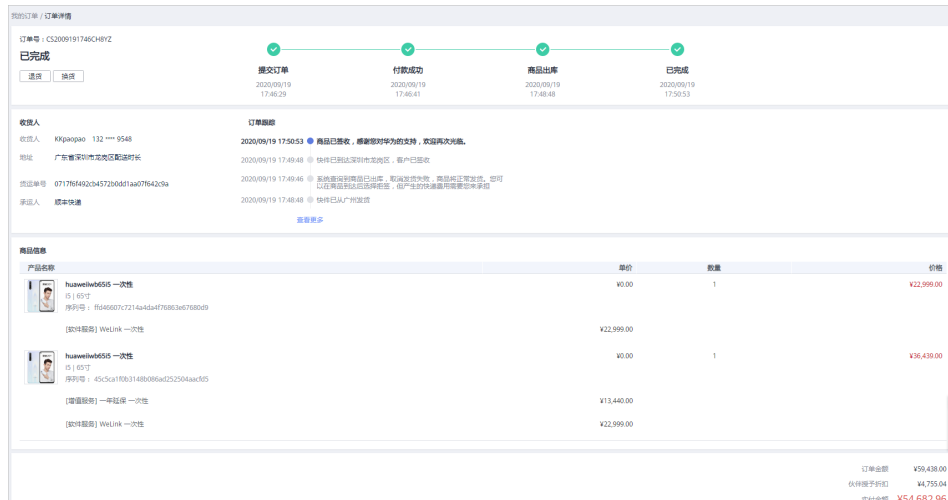 我的订单 / 订单详情
订单号：CS2009191746CH8YZ
已完成
退货 换货
提交订单 付款成功 商品出库 已完成
2020/09/19 2020/09/19 2020/09/19 2020/09/19
17:46:29 17:46:41 17:48:48 17:50:53
收货人
收货人 KKpaopao 132 **** 9548
地址 广东省深圳市龙岗区配送时长
货运单号 0717f6f492cb4572b0dd1aa07f642c9a
承运人 顺丰快递
订单跟踪
2020/09/19 17:50:53 商品已签收，感谢您对华为的支持，欢迎再次光临。
2020/09/19 17:49:48 快件已到达深圳市龙岗区，客户已签收
2020/09/19 17:49:46 系统查询到商品已出库，取消发货失败，商品将正常发货。您可
以在商品到达后选择拒签，但产生的快递费用需要您来承担
2020/09/19 17:48:48 快件已从广州发货
查看更多
商品信息
产品名称 单价 数量 价格
huaweiiwb65i5 一次性 ¥0.00 1 ¥22,999.00
i5 | 65寸
序列号： ffd46607c7214a4da4f76863e67680d9
[软件服务] WeLink 一次性 ¥22,999.00
huaweiiwb65i5 一次性 ¥0.00 1 ¥36,439.00
i5 | 65寸
序列号： 45c5ca1f0b3148b086ad252504aacfd5
[增值服务] 一年延保 一次性 ¥13,440.00
[软件服务] WeLink 一次性 ¥22,999.00
订单金额 ¥59,438.00
伙伴授予折扣 ¥4,755.04
实付金额 ¥54,682.96